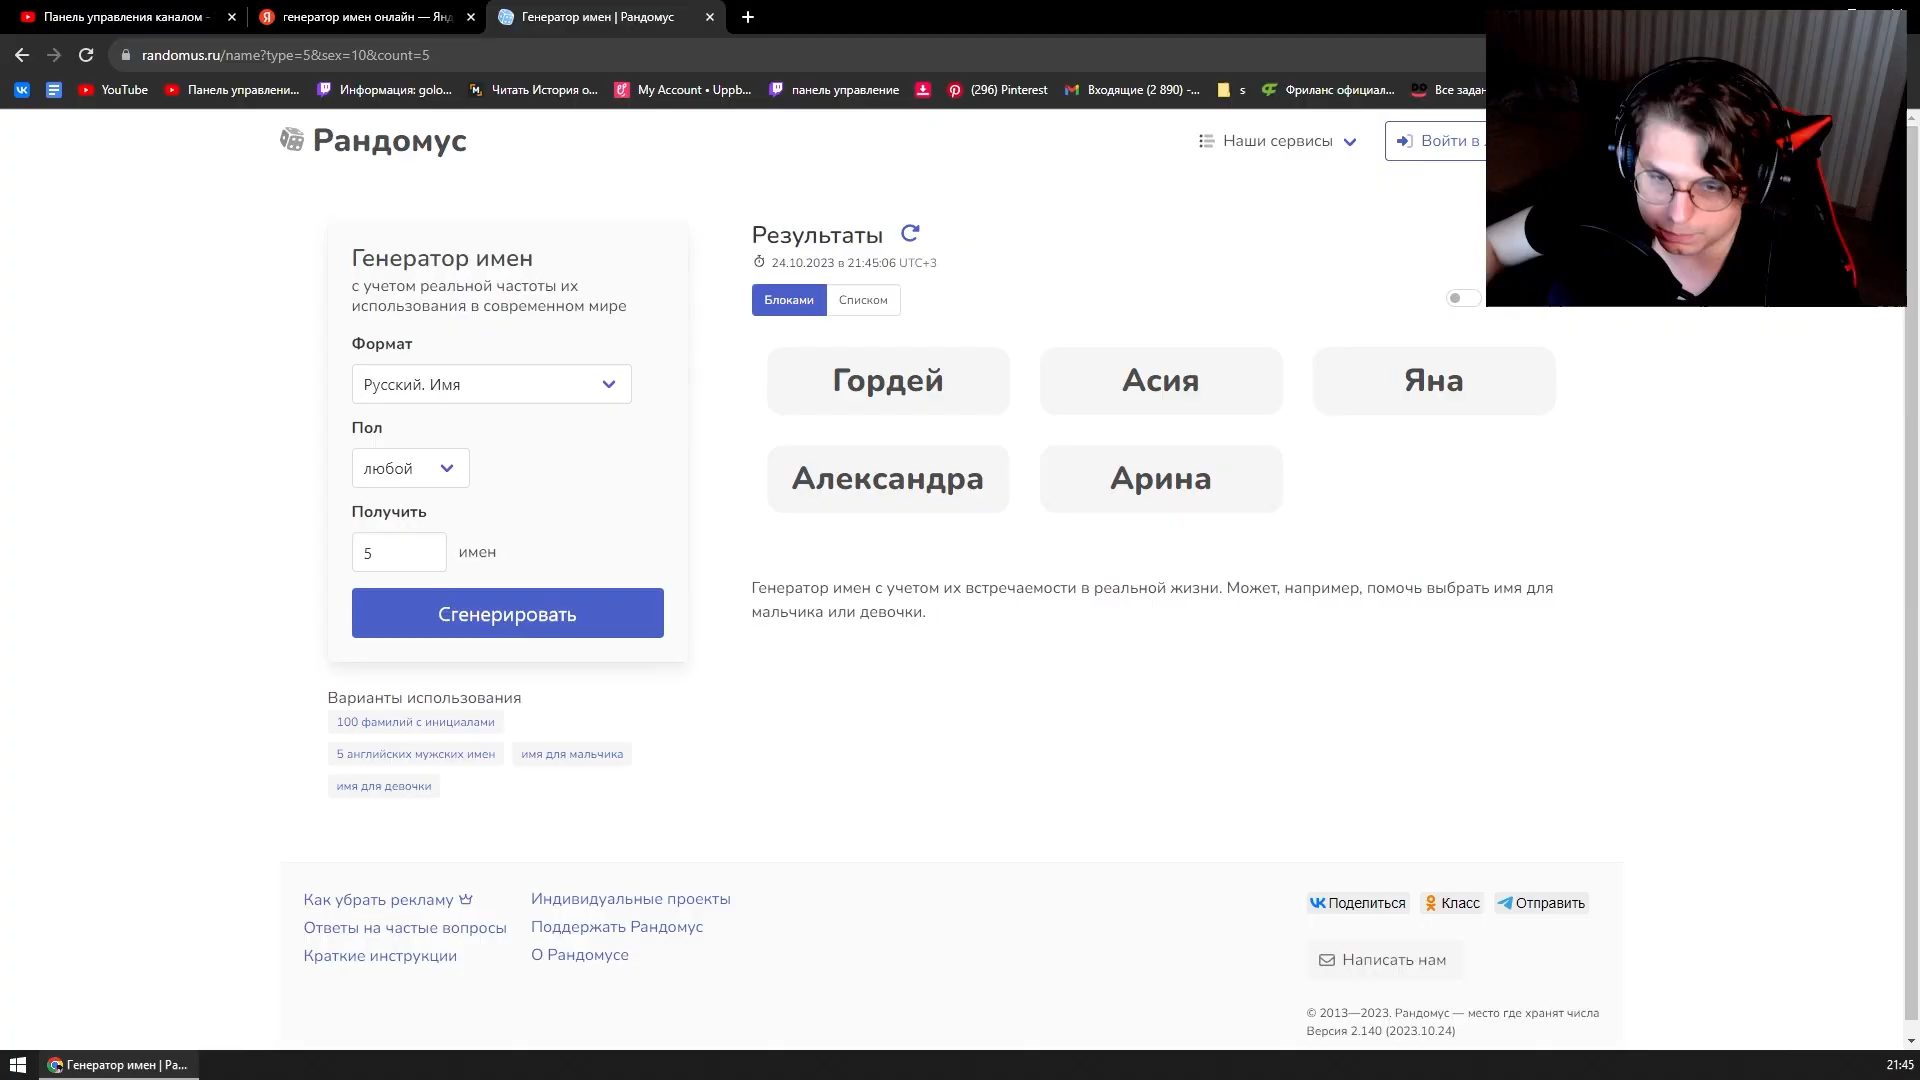 Панель управления каналом -
генератор имен онлайн — Янд
Генератор имен | Рандомус
randomus.ru/name?type=5&sex=10&count=5
YouTube
Панель управлени...
Информация: golo...
Читать История о...
My Account • Uppb...
панель управление
(296) Pinterest
Входящие (2 890) -...
s
Фриланс официал...
Все задан
Рандомус
Наши сервисы
Войти в
Генератор имен
с учетом реальной частоты их
использования в современном мире
Формат
Русский. Имя
Пол
любой
Получить
5 имен
Сгенерировать
Варианты использования
100 фамилий с инициалами
5 английских мужских имен
имя для мальчика
имя для девочки
Результаты
24.10.2023 в 21:45:06 UTC+3
Блоками
Списком
Гордей
Асия
Яна
Александра
Арина
Генератор имен с учетом их встречаемости в реальной жизни. Может, например, помочь выбрать имя для
мальчика или девочки.
Как убрать рекламу
Ответы на частые вопросы
Краткие инструкции
Индивидуальные проекты
Поддержать Рандомус
О Рандомусе
Поделиться
Класс
Отправить
Написать нам
© 2013—2023. Рандомус — место где хранят числа
Версия 2.140 (2023.10.24)
Генератор имен | Ра...
21:45